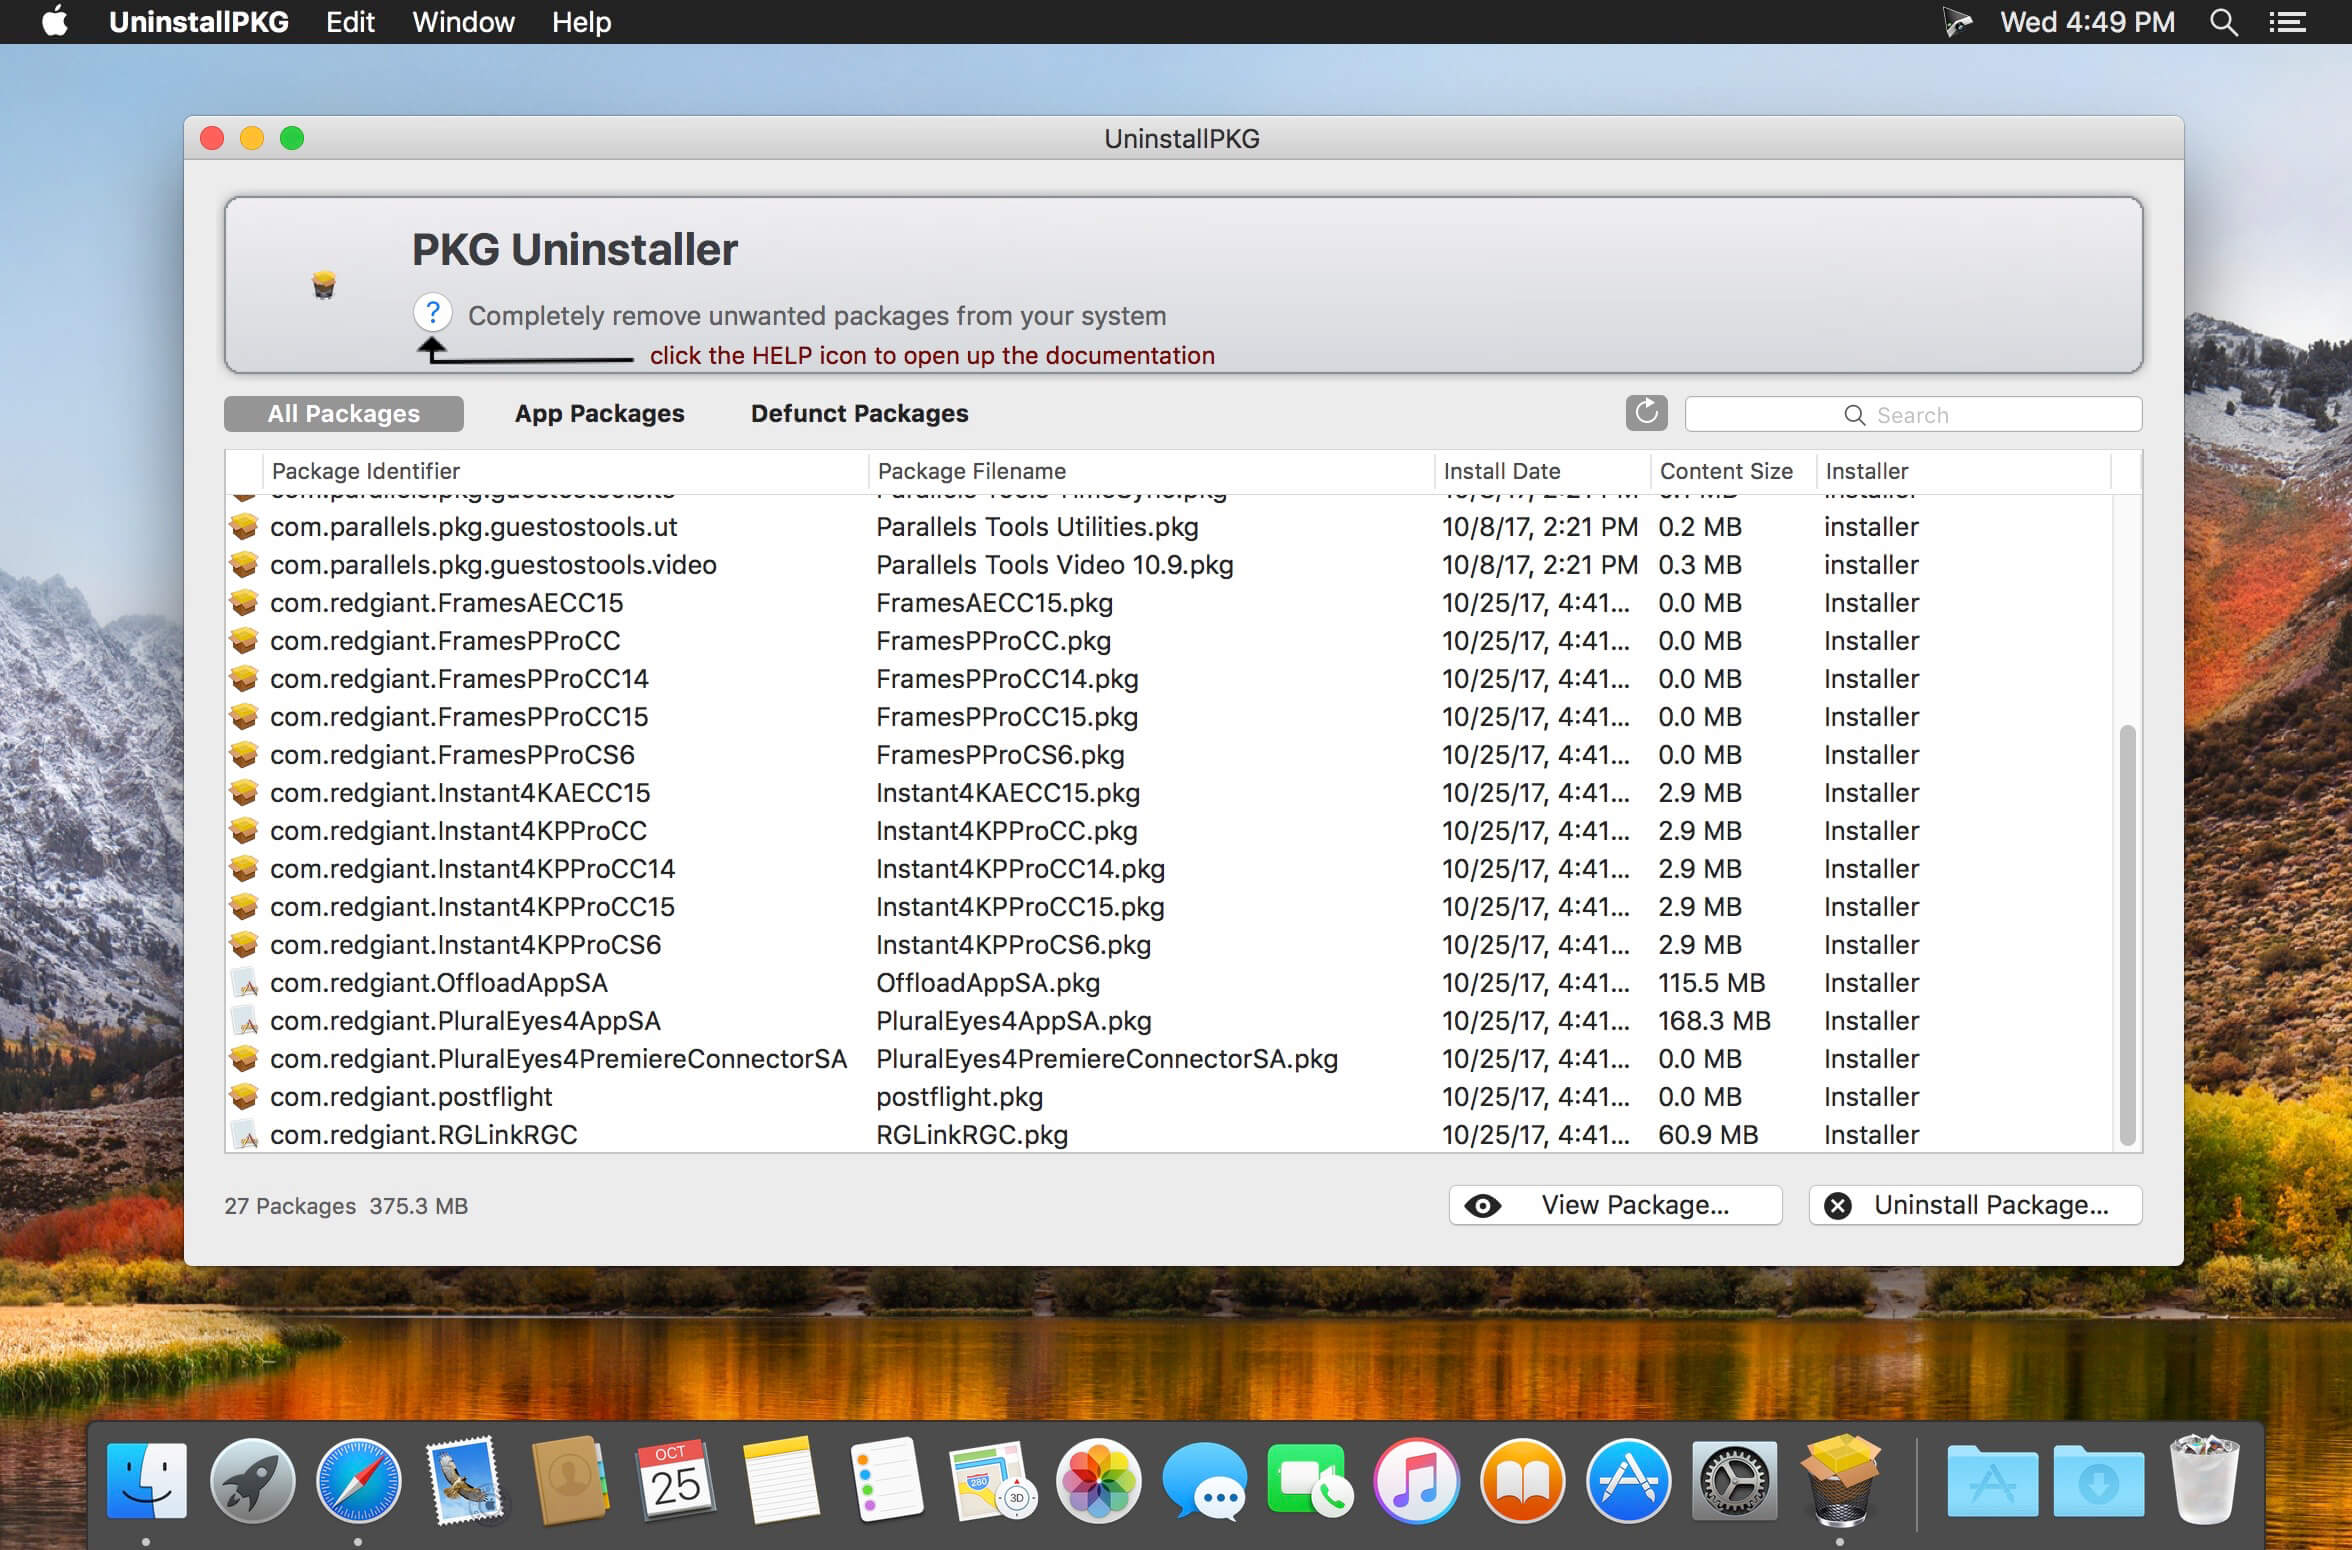 UninstallPKG Edit Window Help Wed 4:49 PM
UninstallPKG
PKG Uninstaller
? Completely remove unwanted packages from your system
click the HELP icon to open up the documentation
All Packages App Packages Defunct Packages Search
Package Identifier Package Filename Install Date Content Size Installer
com.parallels.pkg.guestostools.ut Parallels Tools Utilities.pkg 10/8/17, 2:21 PM 0.2 MB installer
com.parallels.pkg.guestostools.video Parallels Tools Video 10.9.pkg 10/8/17, 2:21 PM 0.3 MB installer
com.redgiant.FramesAECC15 FramesAECC15.pkg 10/25/17, 4:41... 0.0 MB Installer
com.redgiant.FramesPProCC FramesPProCC.pkg 10/25/17, 4:41... 0.0 MB Installer
com.redgiant.FramesPProCC14 FramesPProCC14.pkg 10/25/17, 4:41... 0.0 MB Installer
com.redgiant.FramesPProCC15 FramesPProCC15.pkg 10/25/17, 4:41... 0.0 MB Installer
com.redgiant.FramesPProCS6 FramesPProCS6.pkg 10/25/17, 4:41... 0.0 MB Installer
com.redgiant.Instant4KAECC15 Instant4KAECC15.pkg 10/25/17, 4:41... 2.9 MB Installer
com.redgiant.Instant4KPProCC Instant4KPProCC.pkg 10/25/17, 4:41... 2.9 MB Installer
com.redgiant.Instant4KPProCC14 Instant4KPProCC14.pkg 10/25/17, 4:41... 2.9 MB Installer
com.redgiant.Instant4KPProCC15 Instant4KPProCC15.pkg 10/25/17, 4:41... 2.9 MB Installer
com.redgiant.Instant4KPProCS6 Instant4KPProCS6.pkg 10/25/17, 4:41... 2.9 MB Installer
com.redgiant.OffloadAppSA OffloadAppSA.pkg 10/25/17, 4:41... 115.5 MB Installer
com.redgiant.PluralEyes4AppSA PluralEyes4AppSA.pkg 10/25/17, 4:41... 168.3 MB Installer
com.redgiant.PluralEyes4PremiereConnectorSA PluralEyes4PremiereConnectorSA.pkg 10/25/17, 4:41... 0.0 MB Installer
com.redgiant.postflight postflight.pkg 10/25/17, 4:41... 0.0 MB Installer
com.redgiant.RGLinkRGC RGLinkRGC.pkg 10/25/17, 4:41... 60.9 MB Installer
27 Packages 375.3 MB View Package... Uninstall Package...
OCT
25
280
3D